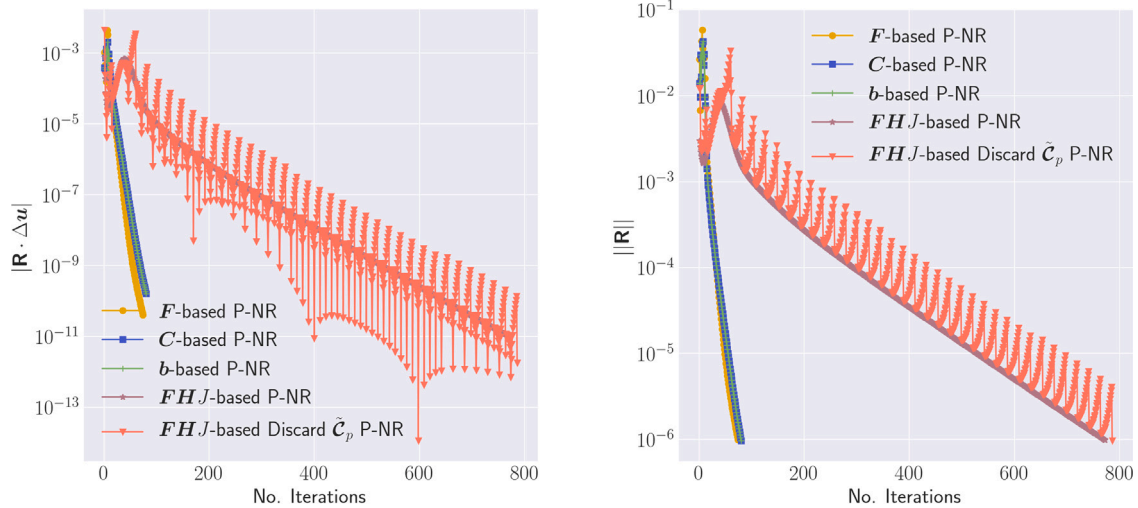 10⁻³
10⁻⁵
10⁻⁷
10⁻⁹
10⁻¹¹
10⁻¹³
|R · Δu|
F-based P-NR
C-based P-NR
b-based P-NR
FHJ-based P-NR
FHJ-based Discard C̃ₚ P-NR
0 200 400 600 800
No. Iterations
10⁻¹
10⁻²
10⁻³
10⁻⁴
10⁻⁵
10⁻⁶
||R||
F-based P-NR
C-based P-NR
b-based P-NR
FHJ-based P-NR
FHJ-based Discard C̃ₚ P-NR
0 200 400 600 800
No. Iterations